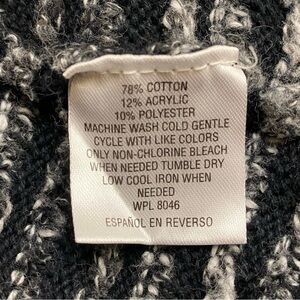 78% COTTON
12% ACRYLIC
10% POLYESTER
MACHINE WASH COLD GENTLE
CYCLE WITH LIKE COLORS
ONLY NON-CHLORINE BLEACH
WHEN NEEDED TUMBLE DRY
LOW COOL IRON WHEN
NEEDED
WPL 8046
ESPAÑOL EN REVERSO